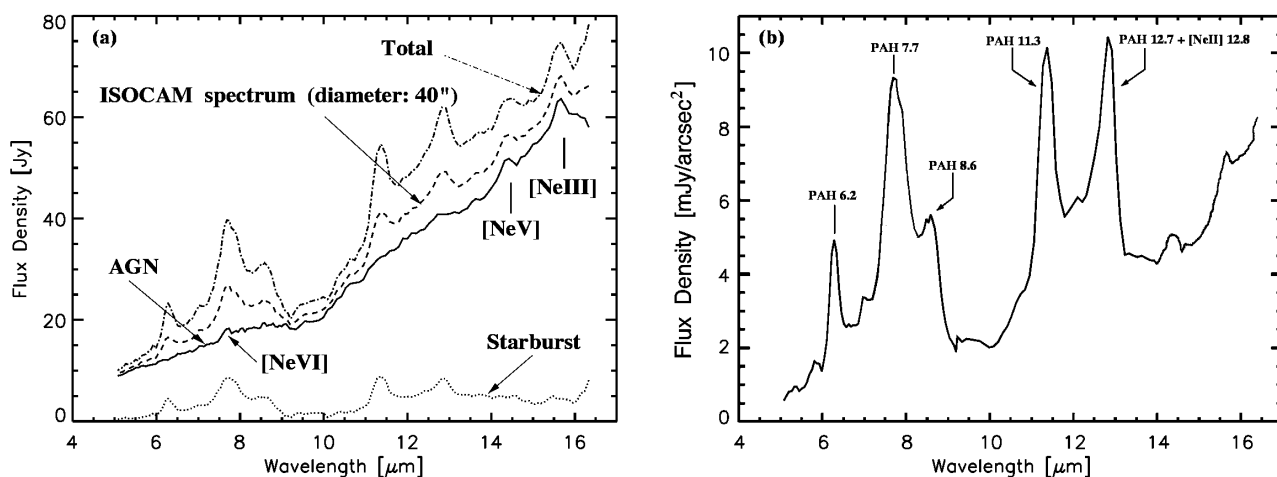 (a)
Total
ISOCAM spectrum (diameter: 40")
AGN
[NeVI]
[NeV]
[NeIII]
Starburst
Flux Density [Jy]
80
60
40
20
0
4 6 8 10 12 14 16
Wavelength [μm]
(b)
PAH 7.7
PAH 11.3
PAH 12.7 + [NeII] 12.8
PAH 8.6
PAH 6.2
Flux Density [mJy/arcsec²]
10
8
6
4
2
0
4 6 8 10 12 14 16
Wavelength [μm]